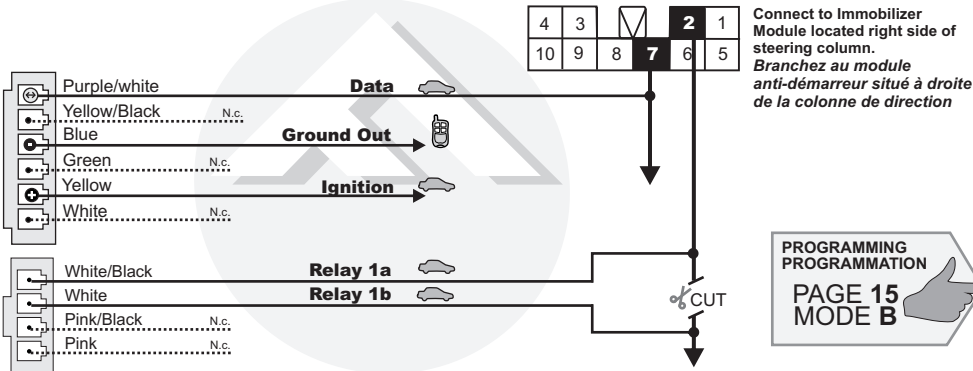 4 3 2 1
10 9 8 7 6 5
Connect to Immobilizer
Module located right side of
steering column.
Branchez au module
anti-démarreur situé à droite
de la colonne de direction
Purple/white Data
Yellow/Black N.c.
Blue Ground Out
Green N.c.
Yellow Ignition
White N.c.
White/Black Relay 1a
White Relay 1b
Pink/Black N.c.
Pink N.c.
CUT
PROGRAMMING
PROGRAMMATION
PAGE 15
MODE B